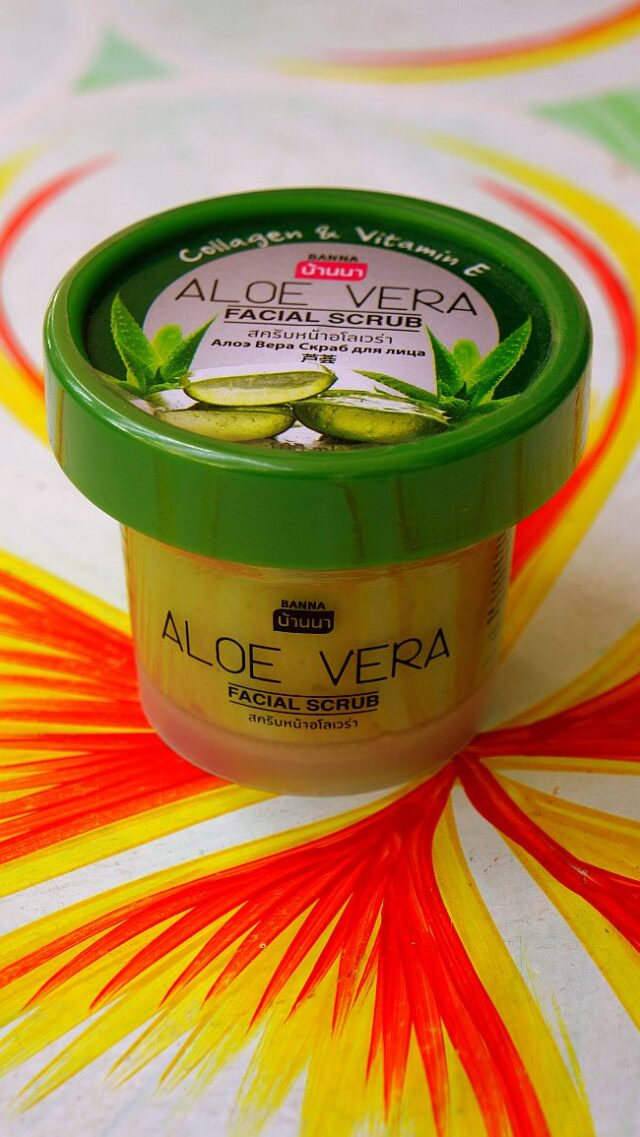 Collagen & Vitamin E
BANNA
บ้านนา
ALOE VERA
FACIAL SCRUB
สครับหน้าอโลเวร่า
Алоэ Вера Скраб для лица
芦荟
BANNA
บ้านนา
ALOE VERA
FACIAL SCRUB
สครับหน้าอโลเวร่า